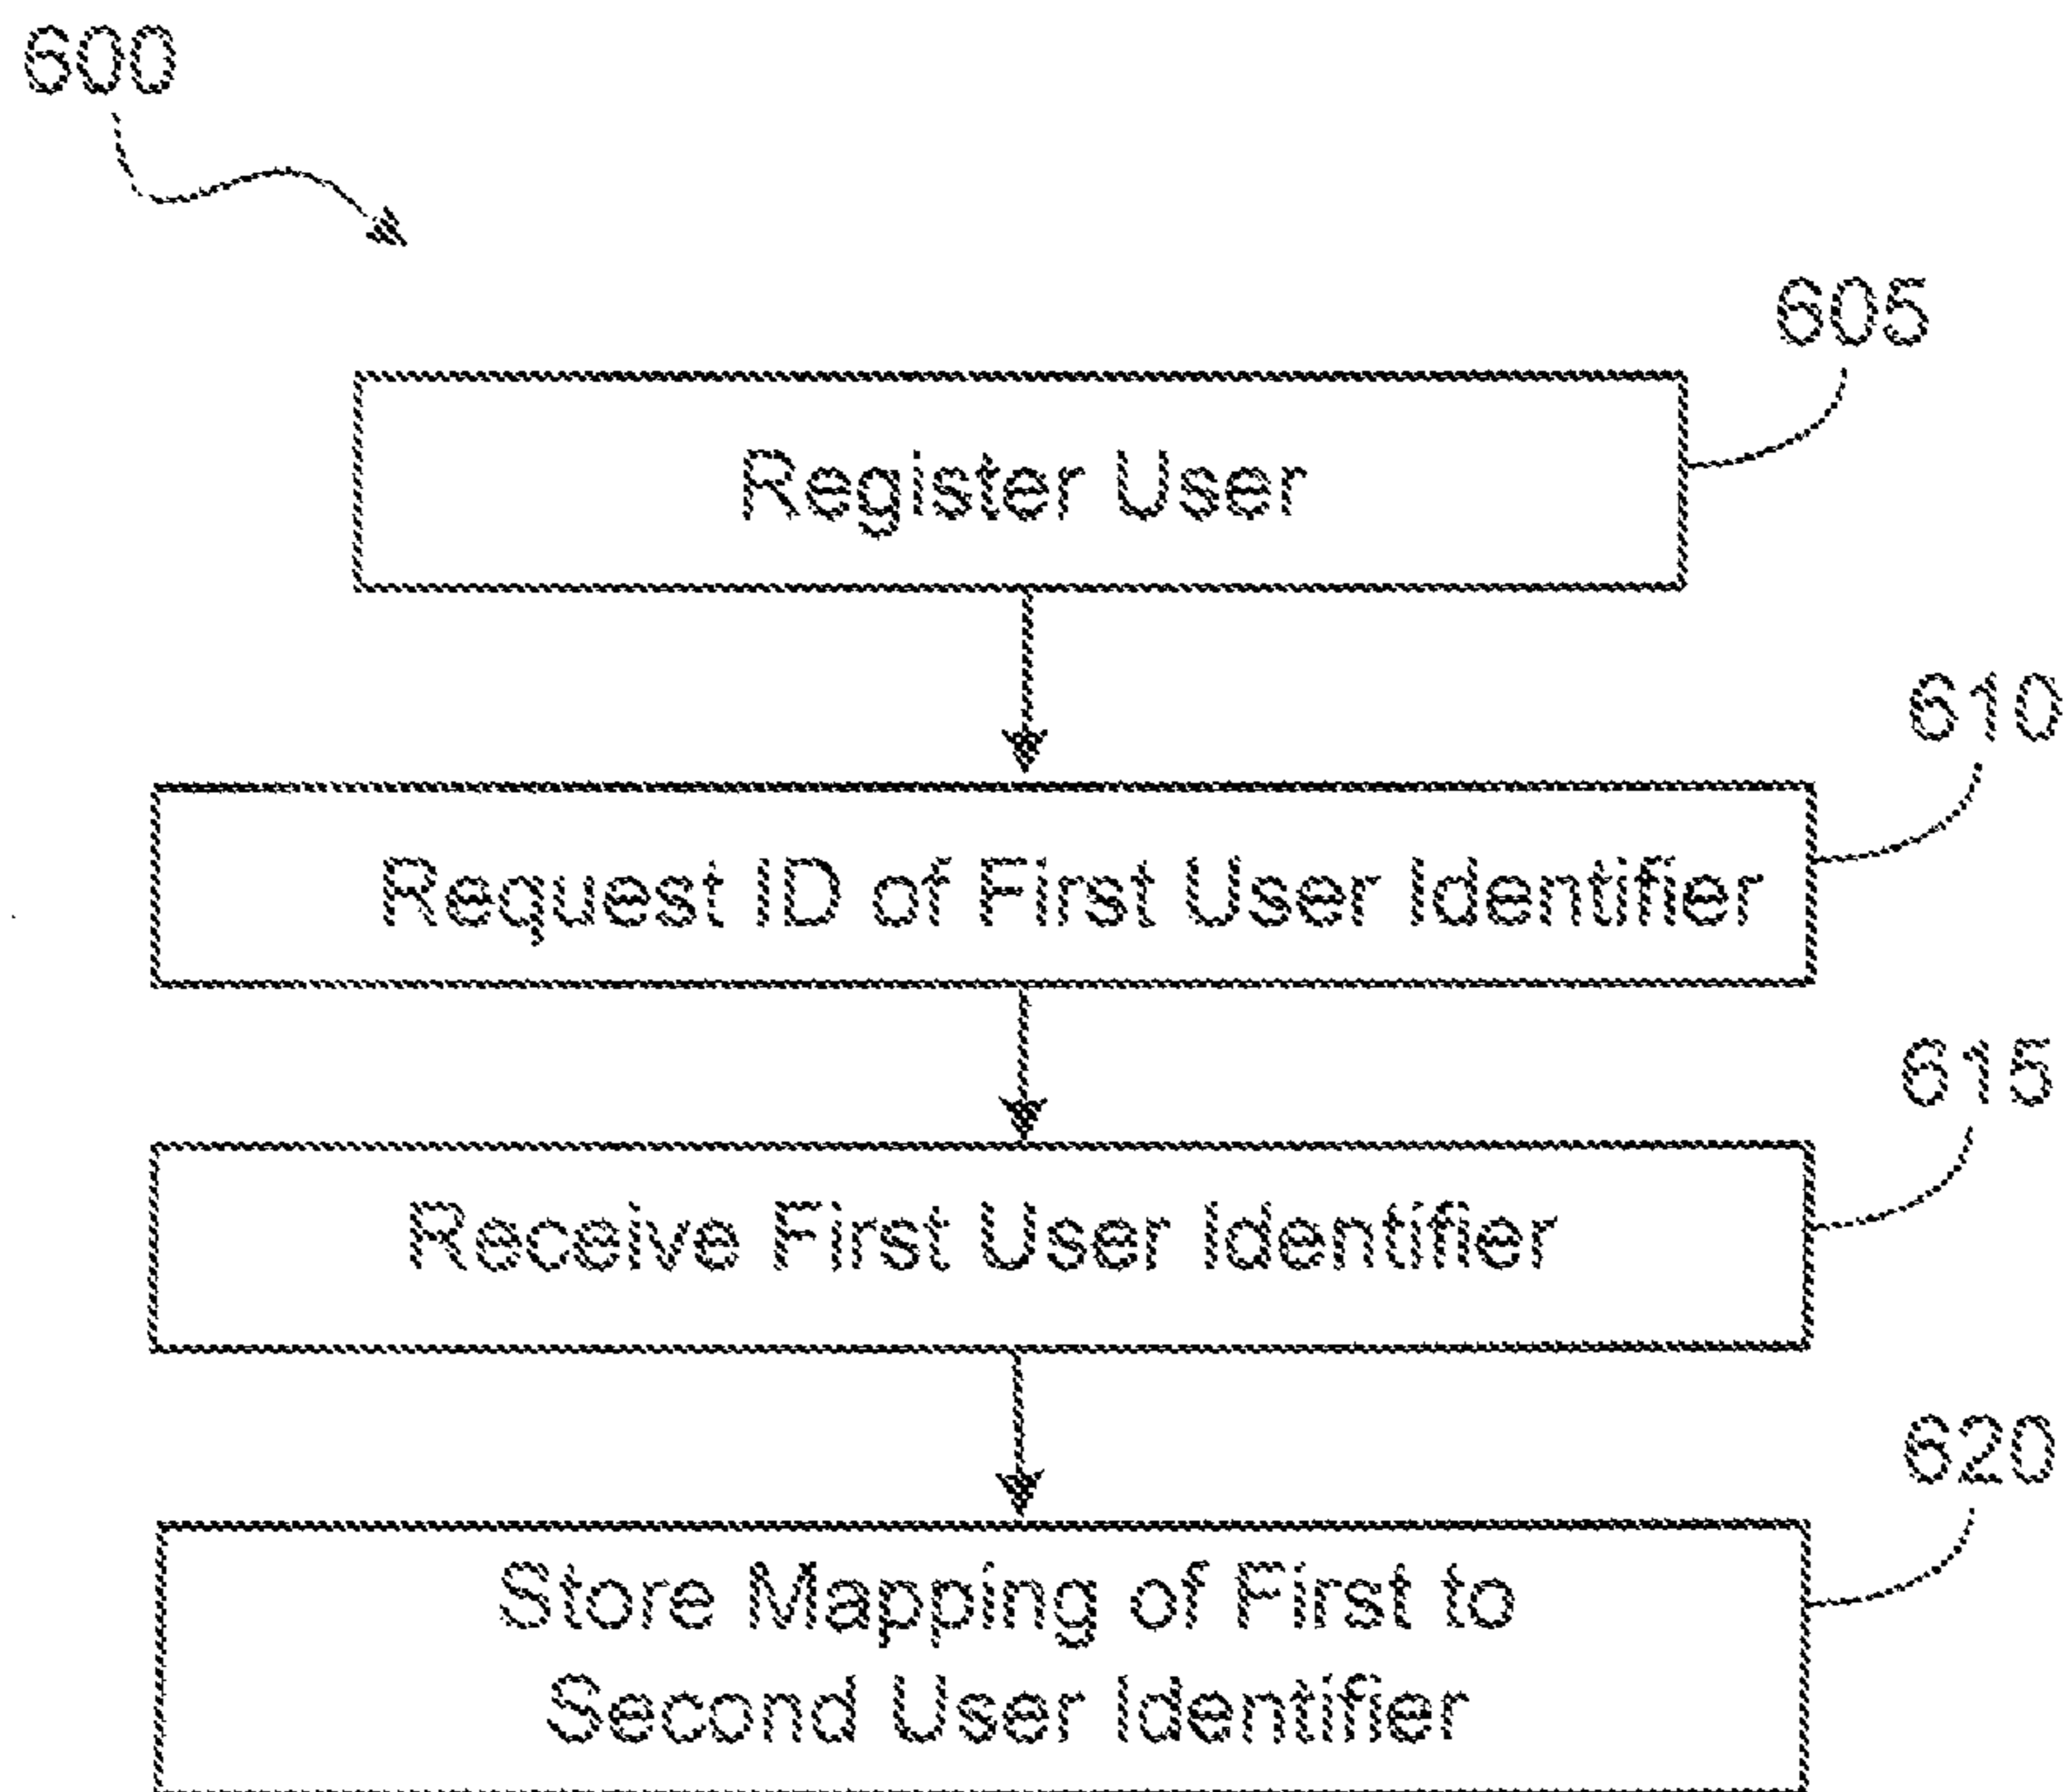 600
605
Register User
610
Request ID of First User Identifier
615
Receive First User Identifier
620
Store Mapping of First to
Second User Identifier